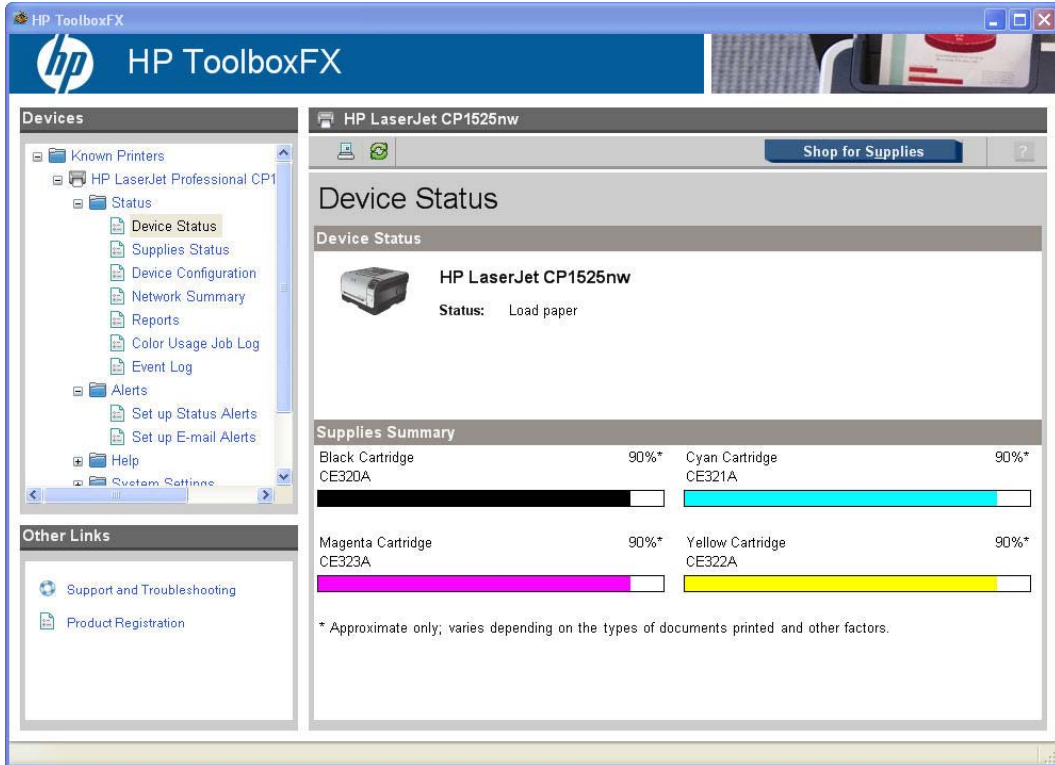 HP ToolboxFX
hp HP ToolboxFX
Devices
Known Printers
HP LaserJet Professional CP1
Status
Device Status
Supplies Status
Device Configuration
Network Summary
Reports
Color Usage Job Log
Event Log
Alerts
Set up Status Alerts
Set up E-mail Alerts
Help
System Settings
Other Links
Support and Troubleshooting
Product Registration
HP LaserJet CP1525nw
Shop for Supplies ?
Device Status
Device Status
HP LaserJet CP1525nw
Status: Load paper
Supplies Summary
Black Cartridge 90%*
CE320A
Cyan Cartridge 90%*
CE321A
Magenta Cartridge 90%*
CE323A
Yellow Cartridge 90%*
CE322A
* Approximate only; varies depending on the types of documents printed and other factors.